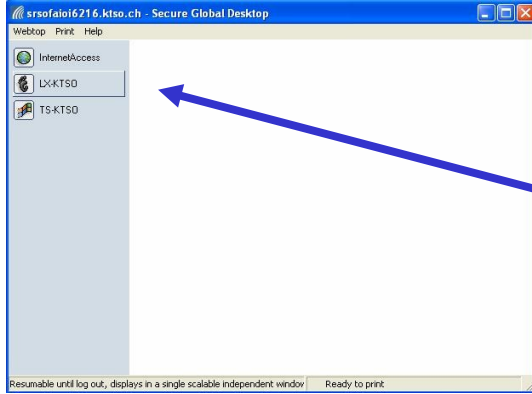 srsofaioi6216.ktso.ch - Secure Global Desktop
Webtop Print Help
InternetAccess
LX-KTSO
TS-KTSO
Resumable until log out, displays in a single scalable independent window Ready to print